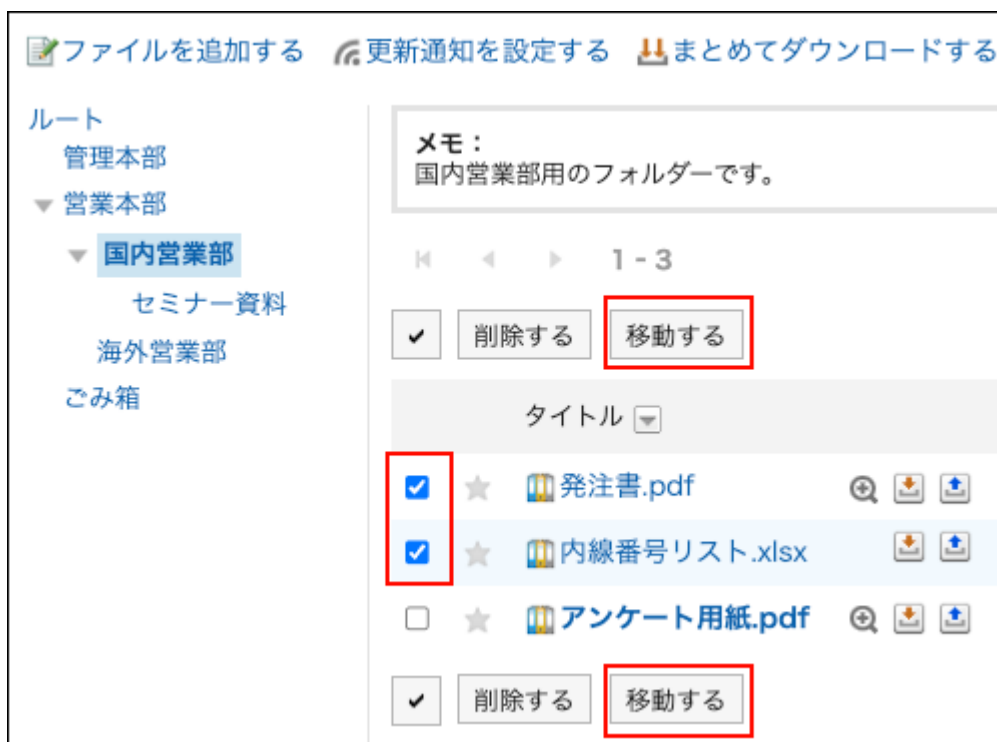 ファイルを追加する 更新通知を設定する まとめてダウンロードする
ルート
管理本部
営業本部
国内営業部
セミナー資料
海外営業部
ごみ箱
メモ：
国内営業部用のフォルダーです。
1 - 3
削除する 移動する
タイトル
発注書.pdf
内線番号リスト.xlsx
アンケート用紙.pdf
削除する 移動する